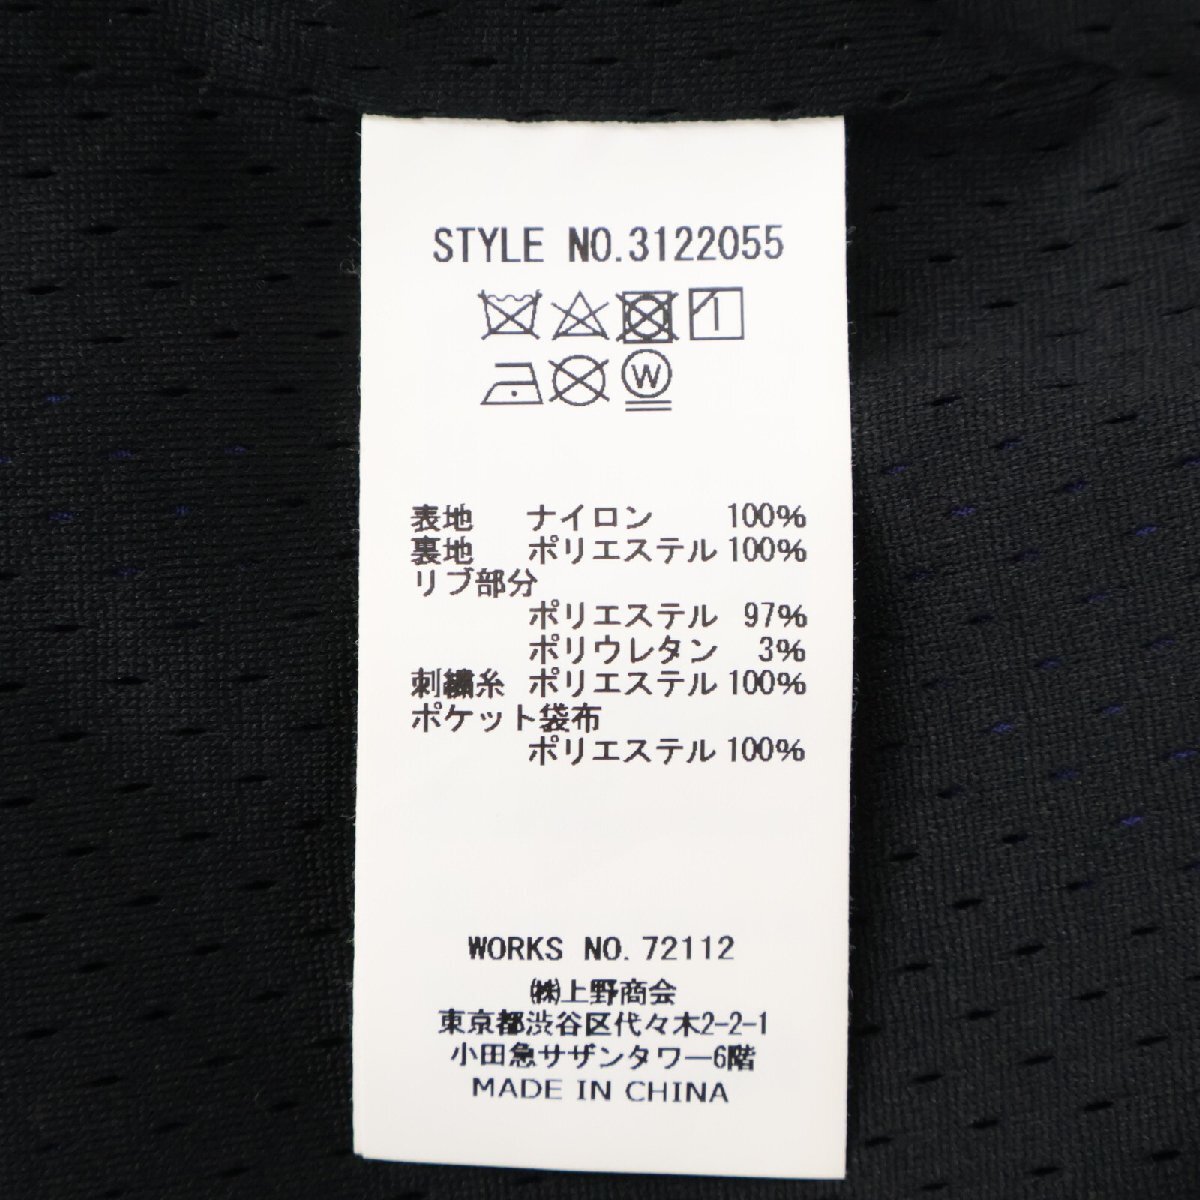 STYLE NO.3122055
W
表地 ナイロン 100%
裏地 ポリエステル 100%
リブ部分
ポリエステル 97%
ポリウレタン 3%
刺繍糸 ポリエステル 100%
ポケット袋布
ポリエステル 100%
WORKS NO. 72112
㈱上野商会
東京都渋谷区代々木2-2-1
小田急サザンタワー6階
MADE IN CHINA